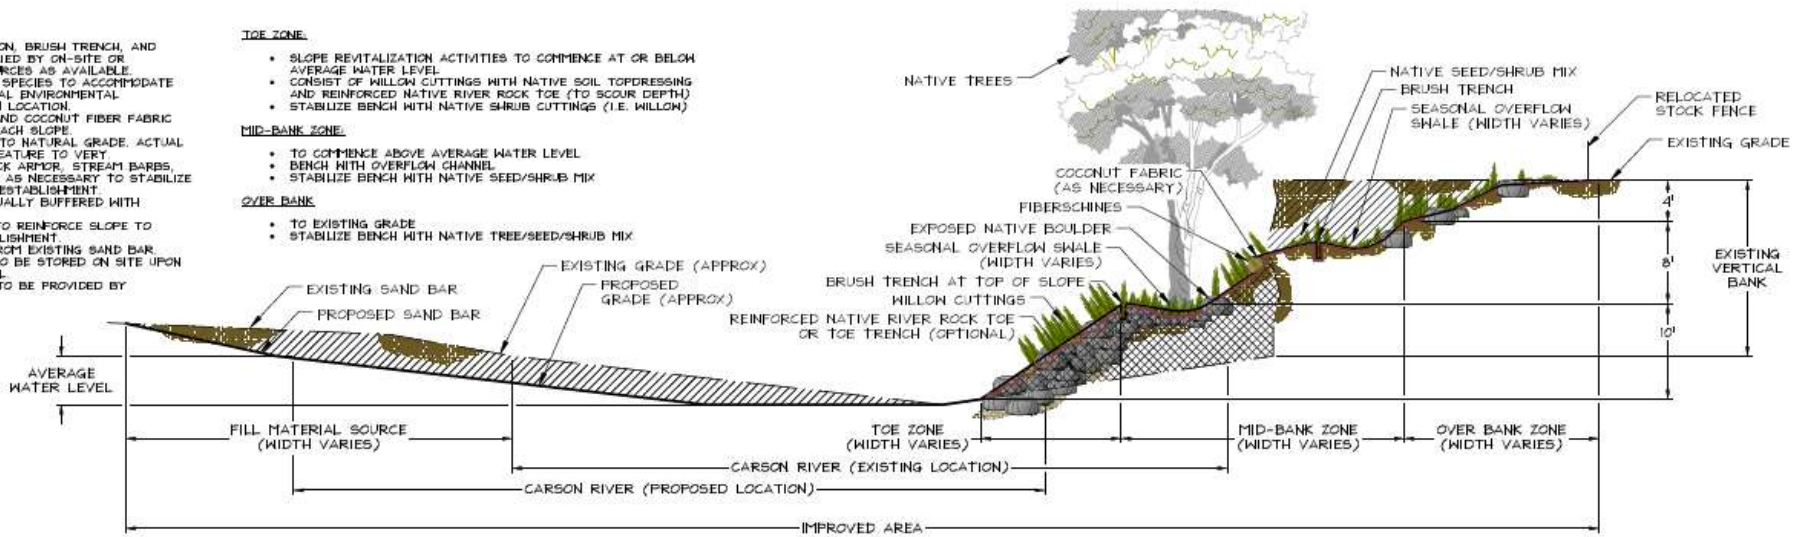 ON, BRUSH TRENCH, AND
IED BY ON-SITE OR
RCES AS AVAILABLE.
SPECIES TO ACCOMMODATE
AL ENVIRONMENTAL
LOCATION.
AND COCONUT FIBER FABRIC
ACH SLOPE.
TO NATURAL GRADE. ACTUAL
EATURE TO VERY.
CK ARMOR, STREAM BARBS,
AS NECESSARY TO STABILIZE
ESTABLISHMENT.
UALLY BUFFERED WITH
TO REINFORCE SLOPE TO
LISHMENT.
ROM EXISTING SAND BAR.
TO BE STORED ON SITE UPON
TO BE PROVIDED BY
TOE ZONE:
• SLOPE REVITALIZATION ACTIVITIES TO COMMENCE AT OR BELOW
AVERAGE WATER LEVEL
• CONSIST OF WILLOW CUTTINGS WITH NATIVE SOIL TOPDRESSING
AND REINFORCED NATIVE RIVER ROCK TOE (TO SCOUR DEPTH)
• STABILIZE BENCH WITH NATIVE SHRUB CUTTINGS (I.E. WILLOW)
MID-BANK ZONE:
• TO COMMENCE ABOVE AVERAGE WATER LEVEL
• BENCH WITH OVERFLOW CHANNEL
• STABILIZE BENCH WITH NATIVE SEED/SHRUB MIX
OVER BANK
• TO EXISTING GRADE
• STABILIZE BENCH WITH NATIVE TREE/SEED/SHRUB MIX
EXISTING GRADE (APPROX)
PROPOSED
GRADE (APPROX)
EXISTING SAND BAR
PROPOSED SAND BAR
AVERAGE
WATER LEVEL
NATIVE TREES
COCONUT FABRIC
(AS NECESSARY)
FIBERSCHINES
EXPOSED NATIVE BOULDER
SEASONAL OVERFLOW SWALE
(WIDTH VARIES)
BRUSH TRENCH AT TOP OF SLOPE
WILLOW CUTTINGS
REINFORCED NATIVE RIVER ROCK TOE
OR TOE TRENCH (OPTIONAL)
NATIVE SEED/SHRUB MIX
BRUSH TRENCH
SEASONAL OVERFLOW
SWALE (WIDTH VARIES)
RELOCATED
STOCK FENCE
EXISTING GRADE
4'
8'
10'
EXISTING
VERTICAL
BANK
FILL MATERIAL SOURCE
(WIDTH VARIES)
TOE ZONE
(WIDTH VARIES)
MID-BANK ZONE
(WIDTH VARIES)
OVER BANK ZONE
(WIDTH VARIES)
CARSON RIVER (EXISTING LOCATION)
CARSON RIVER (PROPOSED LOCATION)
IMPROVED AREA